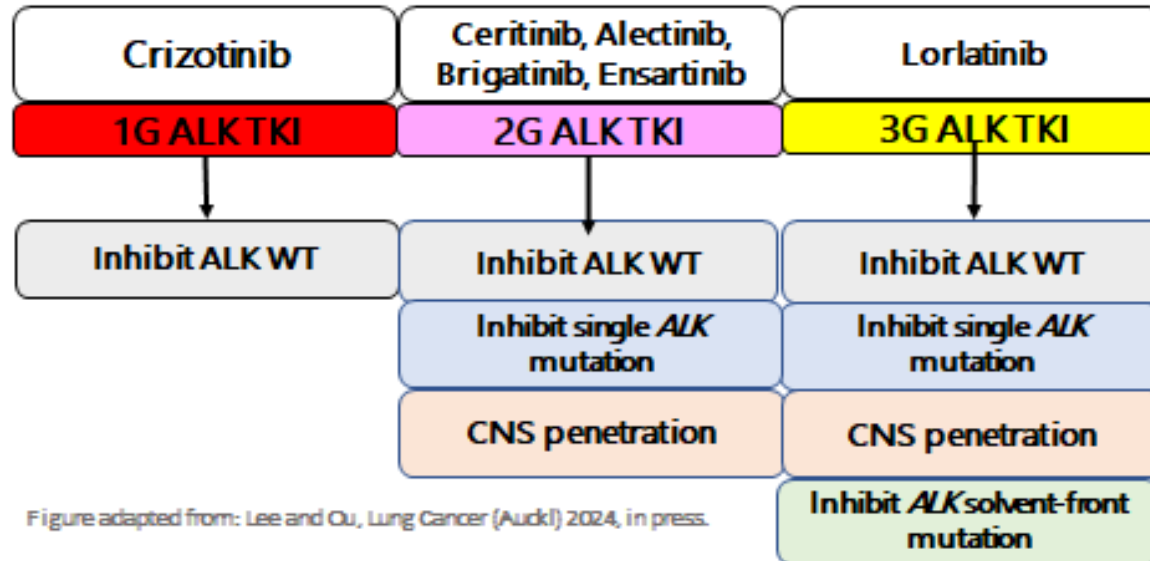 Crizotinib
Ceritinib, Alectinib,
Brigatinib, Ensartinib
Lorlatinib
1G ALK TKI
2G ALK TKI
3G ALK TKI
Inhibit ALK WT
Inhibit ALK WT
Inhibit ALK WT
Inhibit single ALK
mutation
Inhibit single ALK
mutation
CNS penetration
CNS penetration
Inhibit ALK solvent-front
mutation
Figure adapted from: Lee and Ou, Lung Cancer (Auckl) 2024, in press.